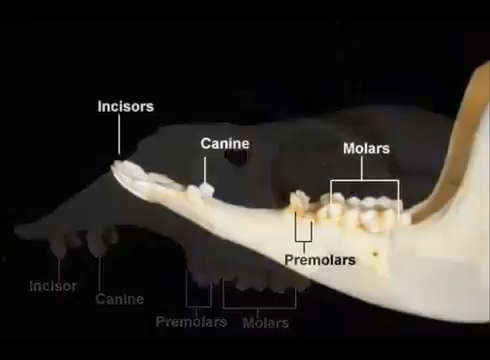 Incisors
Canine
Molars
Premolars
Incisor
Canine
Premolars
Molars